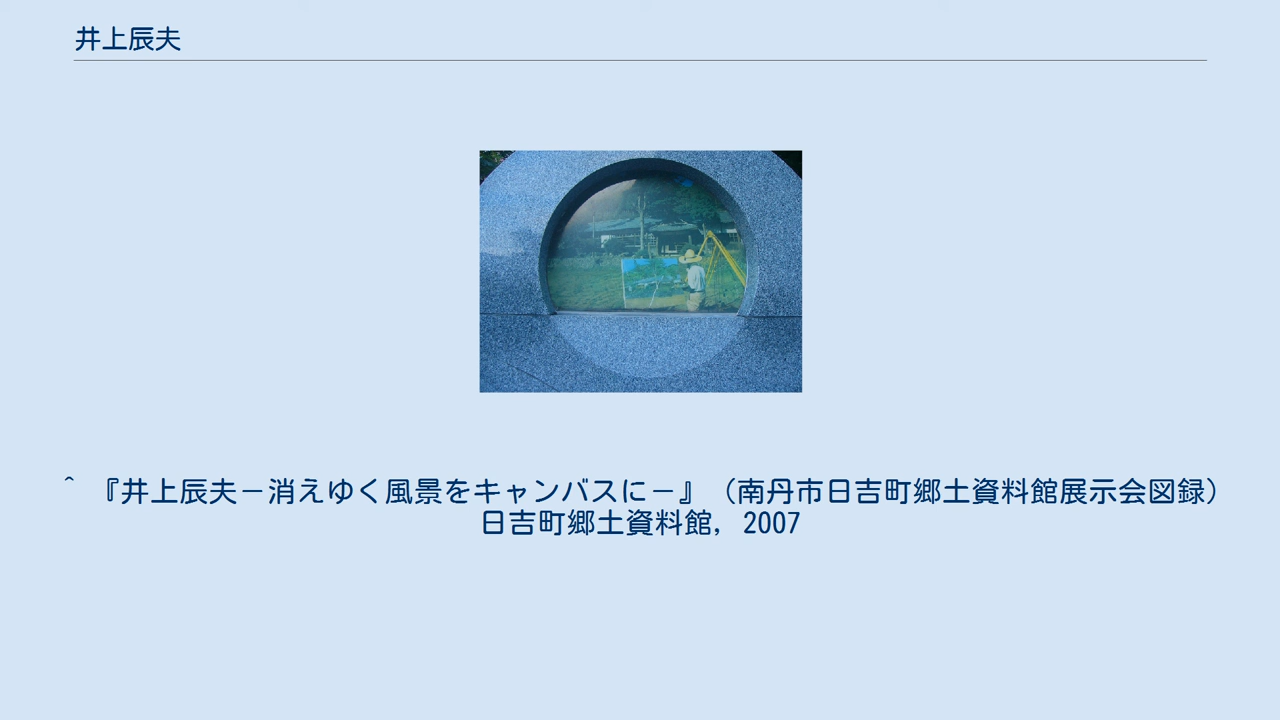 井上辰夫
^ 『井上辰夫－消えゆく風景をキャンバスに－』（南丹市日吉町郷土資料館展示会図録）
日吉町郷土資料館, 2007